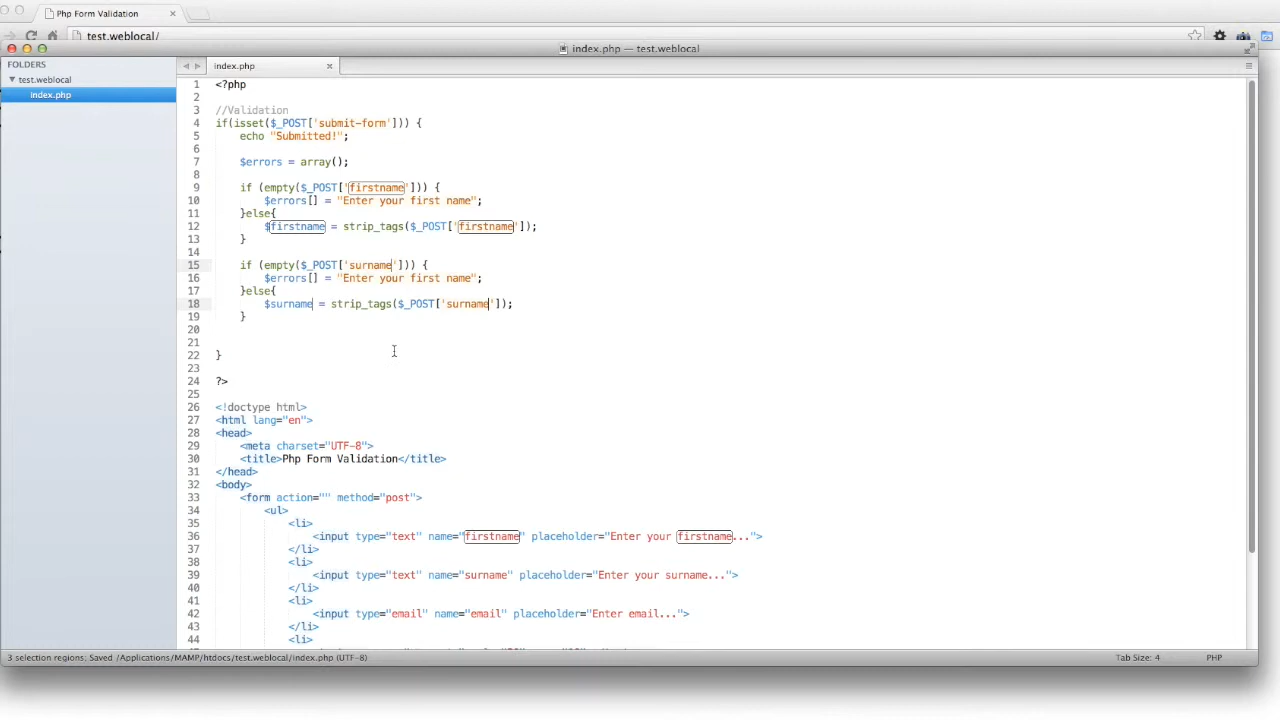 Php Form Validation
test.weblocal/
index.php — test.weblocal
FOLDERS
test.weblocal
index.php
index.php
1 <?php
2
3 //Validation
4 if(isset($_POST['submit-form'])) {
5 echo "Submitted!";
6
7 $errors = array();
8
9 if (empty($_POST['firstname'])) {
10 $errors[] = "Enter your first name";
11 }else{
12 $firstname = strip_tags($_POST['firstname']);
13 }
14
15 if (empty($_POST['surname'])) {
16 $errors[] = "Enter your first name";
17 }else{
18 $surname = strip_tags($_POST['surname']);
19 }
20
21
22 }
23
24 ?>
25
26 <!doctype html>
27 <html lang="en">
28 <head>
29 <meta charset="UTF-8">
30 <title>Php Form Validation</title>
31 </head>
32 <body>
33 <form action="" method="post">
34 <ul>
35 <li>
36 <input type="text" name="firstname" placeholder="Enter your firstname...">
37 </li>
38 <li>
39 <input type="text" name="surname" placeholder="Enter your surname...">
40 </li>
41 <li>
42 <input type="email" name="email" placeholder="Enter email...">
43 </li>
44 <li>
3 selection regions: Saved /Applications/MAMP/htdocs/test.weblocal/index.php (UTF-8)
Tab Size: 4
PHP